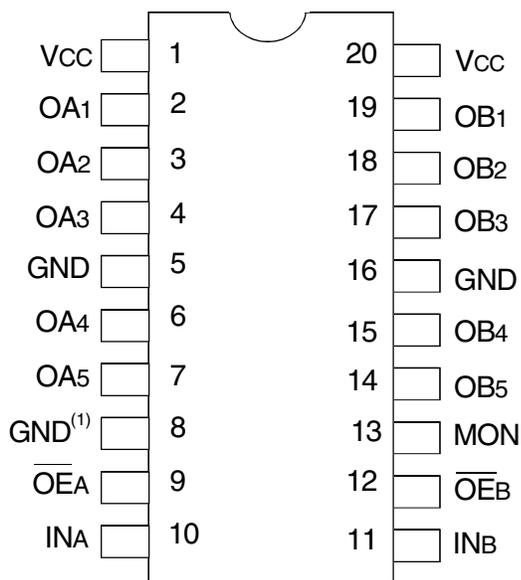 VCC 1 20 VCC
OA1 2 19 OB1
OA2 3 18 OB2
OA3 4 17 OB3
GND 5 16 GND
OA4 6 15 OB4
OA5 7 14 OB5
GND(1) 8 13 MON
O̅E̅A 9 12 O̅E̅B
INA 10 11 INB